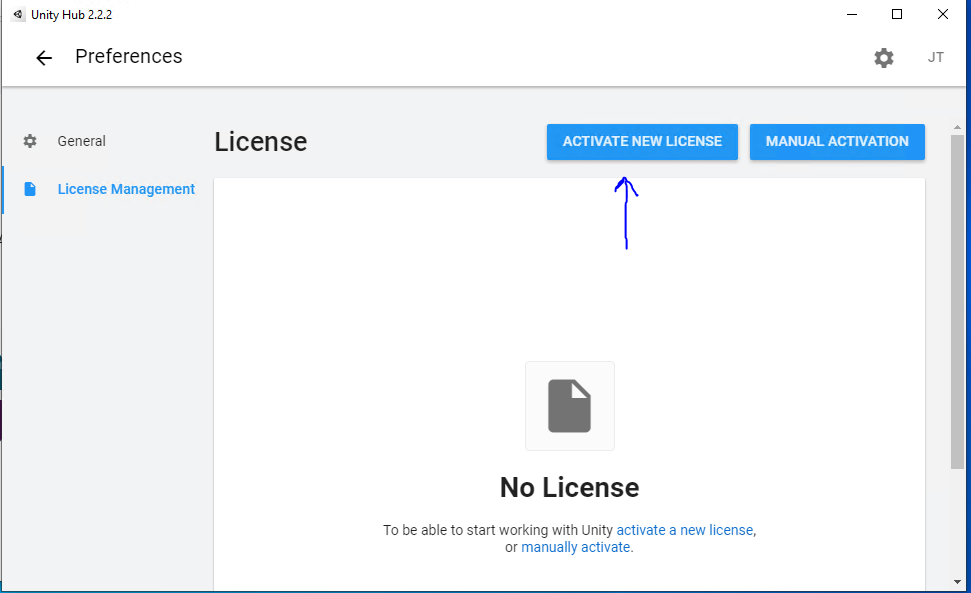 Unity Hub 2.2.2
Preferences
JT
General
License Management
License
ACTIVATE NEW LICENSE
MANUAL ACTIVATION
No License
To be able to start working with Unity activate a new license,
or manually activate.